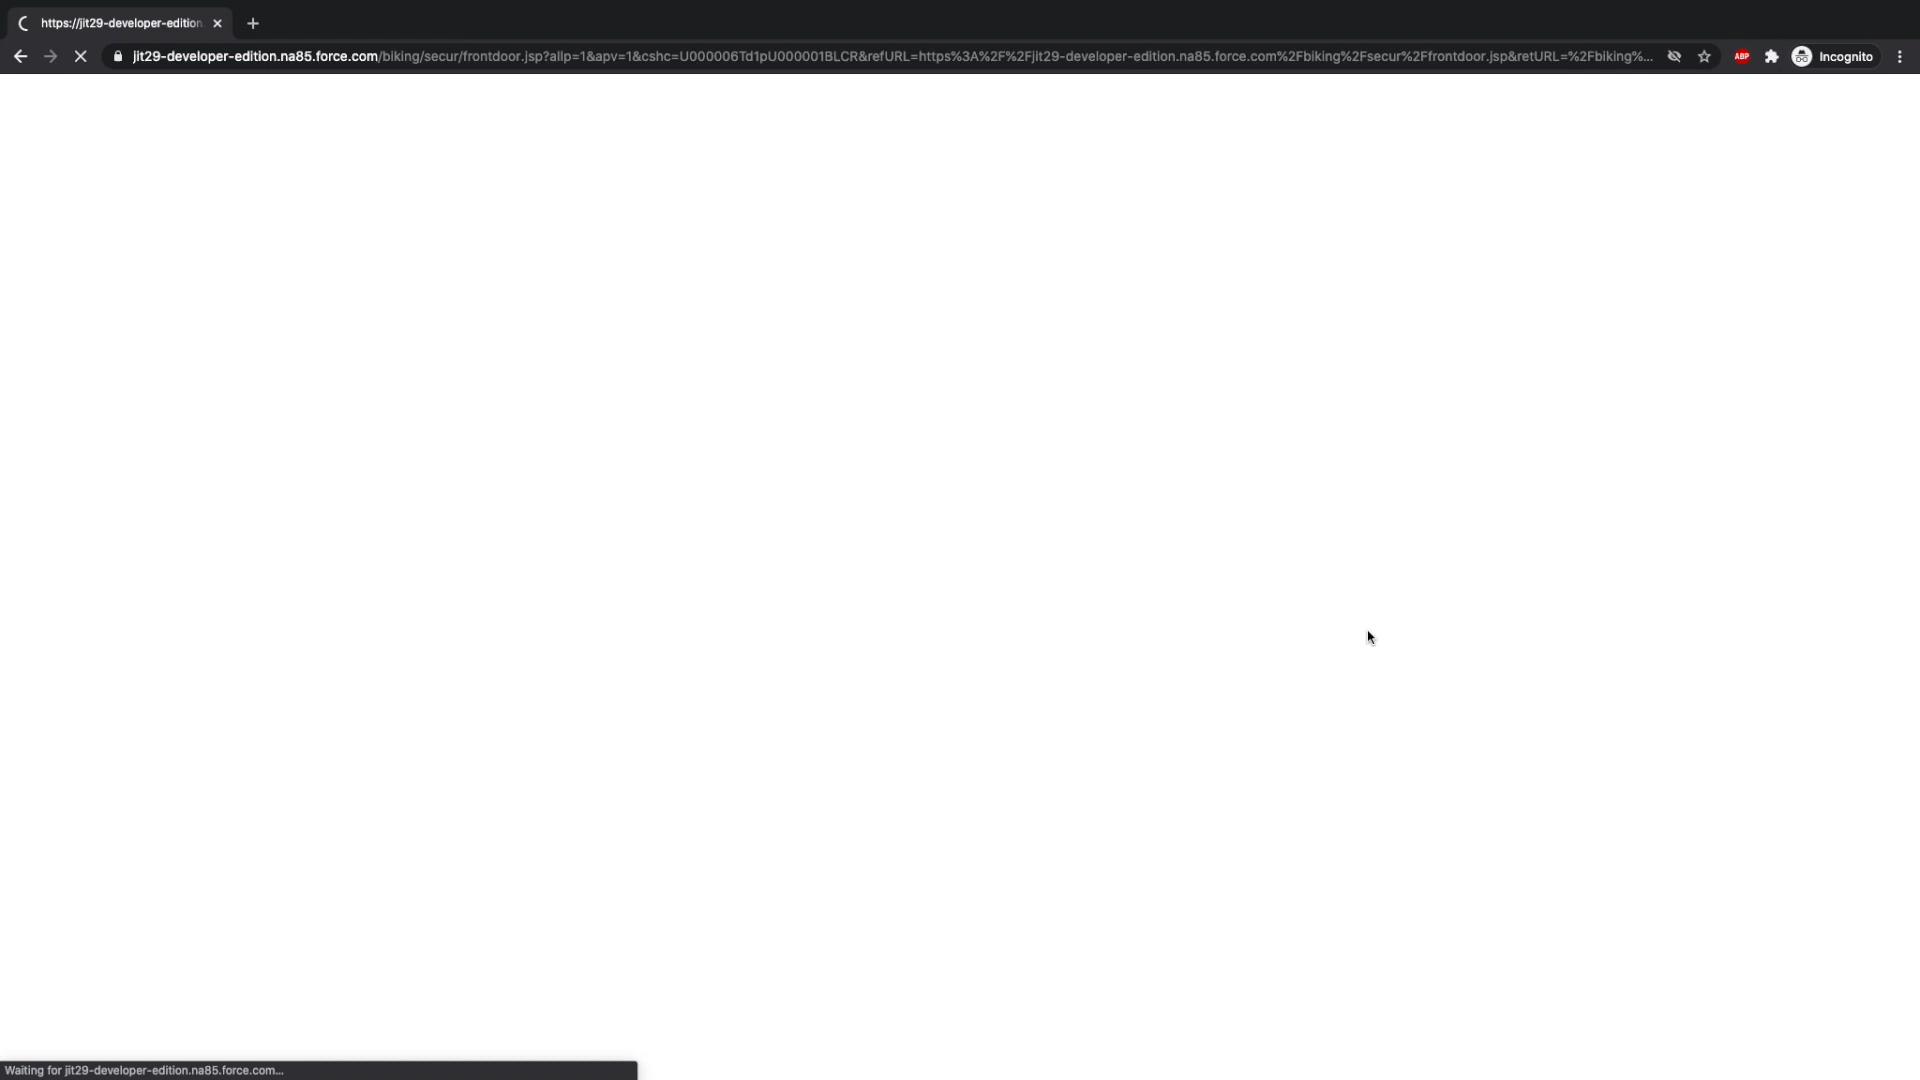 https://jit29-developer-edition.
jit29-developer-edition.na85.force.com/biking/secur/frontdoor.jsp?allp=1&apv=1&cshc=U000006Td1pU000001BLCR&refURL=https%3A%2F%2Fjit29-developer-edition.na85.force.com%2Fbiking%2Fsecur%2Ffrontdoor.jsp&retURL=%2Fbiking%...
ABP
Incognito
Waiting for jit29-developer-edition.na85.force.com...